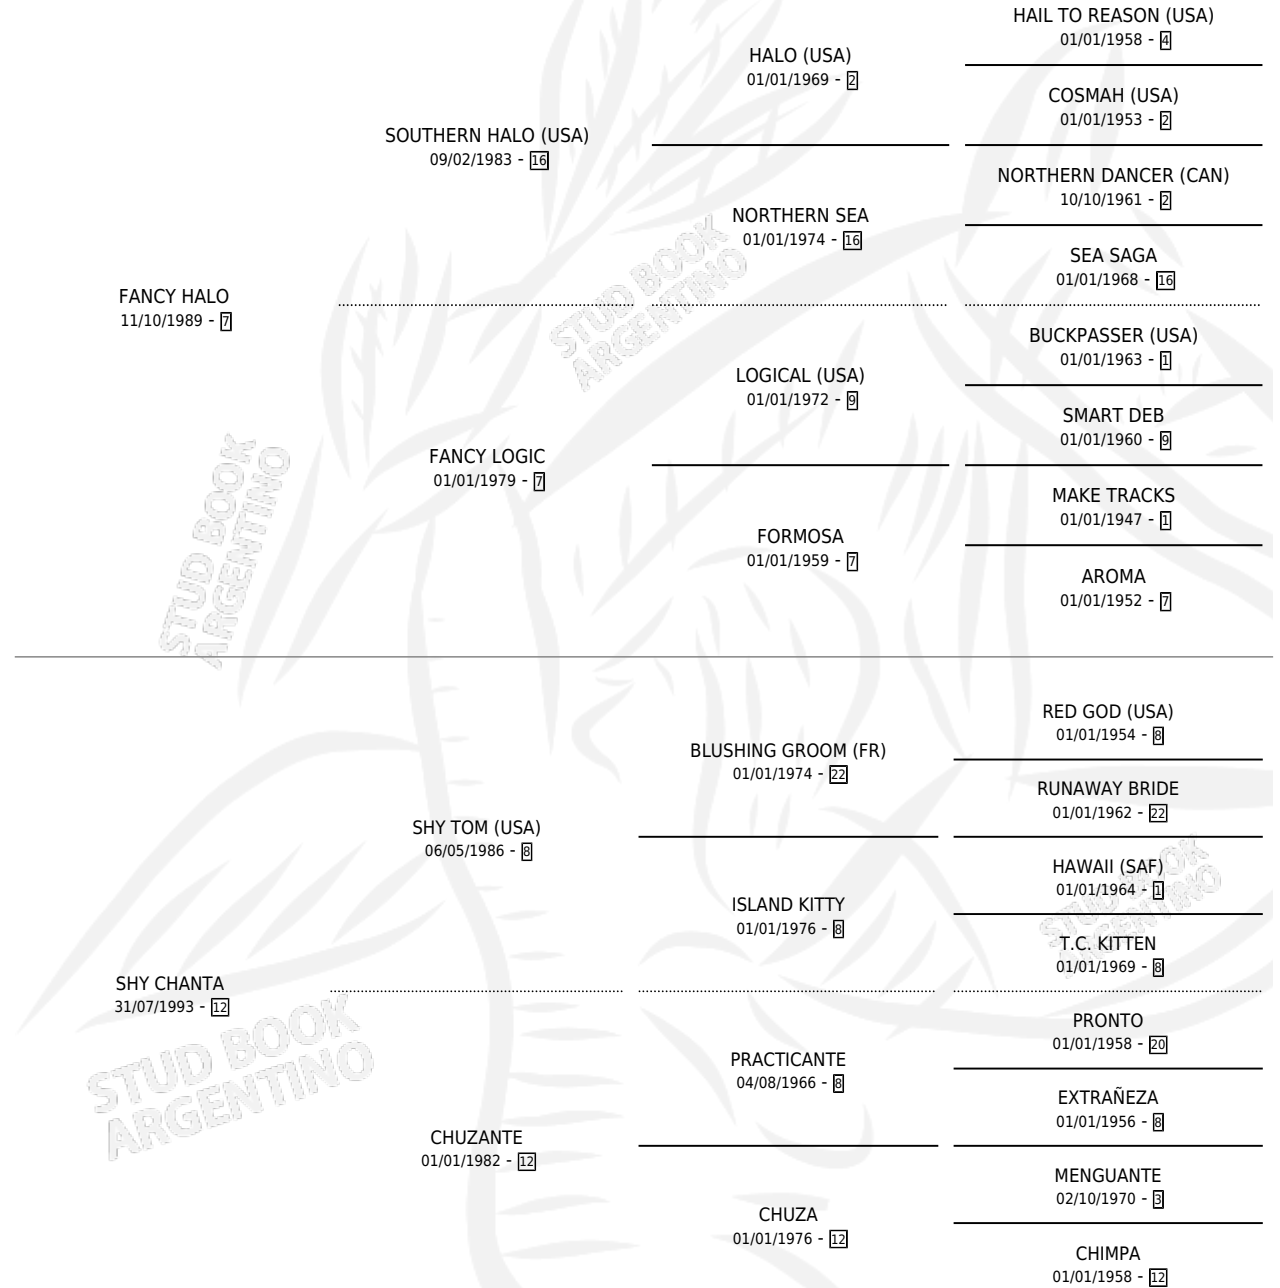 HAIL TO REASON (USA)
01/01/1958 - 4
HALO (USA)
01/01/1969 - 2
COSMAH (USA)
01/01/1953 - 2
SOUTHERN HALO (USA)
09/02/1983 - 16
NORTHERN DANCER (CAN)
10/10/1961 - 2
NORTHERN SEA
01/01/1974 - 16
SEA SAGA
01/01/1968 - 16
FANCY HALO
11/10/1989 - 7
STUD BOOK
ARGENTINO
BUCKPASSER (USA)
01/01/1963 - 1
LOGICAL (USA)
01/01/1972 - 9
SMART DEB
01/01/1960 - 9
FANCY LOGIC
01/01/1979 - 7
MAKE TRACKS
01/01/1947 - 1
FORMOSA
01/01/1959 - 7
AROMA
01/01/1952 - 7
STUD BOOK
ARGENTINO
RED GOD (USA)
01/01/1954 - 8
BLUSHING GROOM (FR)
01/01/1974 - 22
RUNAWAY BRIDE
01/01/1962 - 22
SHY TOM (USA)
06/05/1986 - 8
HAWAII (SAF)
01/01/1964 - 1
ISLAND KITTY
01/01/1976 - 8
T.C. KITTEN
01/01/1969 - 8
STUD BOOK
ARGENTINO
SHY CHANTA
31/07/1993 - 12
PRONTO
01/01/1958 - 20
PRACTICANTE
04/08/1966 - 8
EXTRAÑEZA
01/01/1956 - 8
STUD BOOK
ARGENTINO
CHUZANTE
01/01/1982 - 12
MENGUANTE
02/10/1970 - 3
CHUZA
01/01/1976 - 12
CHIMPA
01/01/1958 - 12